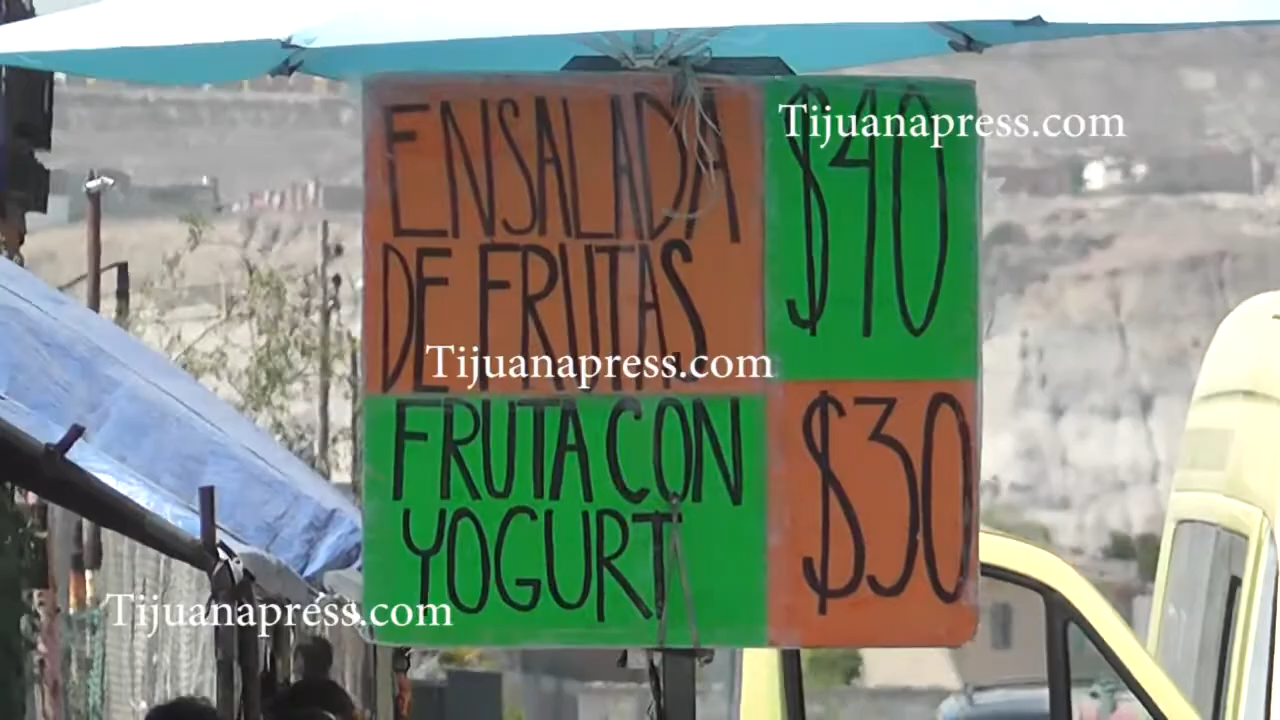 Tijuanapress.com
ENSALADA $40
DE FRUTAS
Tijuanapress.com
FRUTA CON $30
YOGURT
Tijuanapress.com